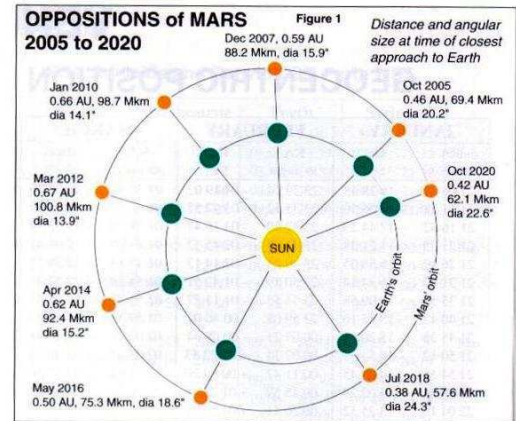 OPPOSITIONS of MARS
2005 to 2020
Figure 1
Distance and angular
size at time of closest
approach to Earth
Dec 2007, 0.59 AU
88.2 Mkm, dia 15.9"
Jan 2010
0.66 AU, 98.7 Mkm
dia 14.1"
Oct 2005
0.46 AU, 69.4 Mkm
dia 20.2"
Mar 2012
0.67 AU
100.8 Mkm
dia 13.9"
Oct 2020
0.42 AU
62.1 Mkm
dia 22.6"
SUN
Earth's orbit
Mars' orbit
Apr 2014
0.62 AU
92.4 Mkm
dia 15.2"
May 2016
0.50 AU, 75.3 Mkm, dia 18.6"
Jul 2018
0.38 AU, 57.6 Mkm
dia 24.3"